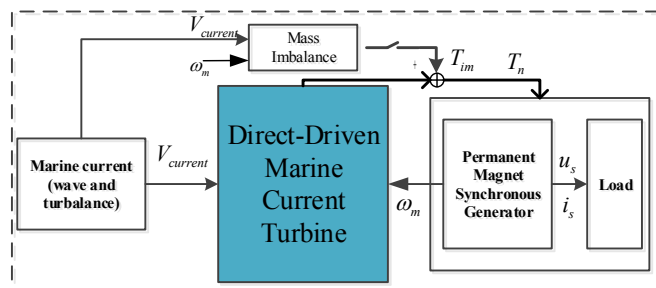 V_current
Mass
Imbalance
ω_m
T_im
T_n
Marine current
(wave and
turbalance)
V_current
Direct-Driven
Marine
Current
Turbine
ω_m
Permanent
Magnet
Synchronous
Generator
u_s
i_s
Load